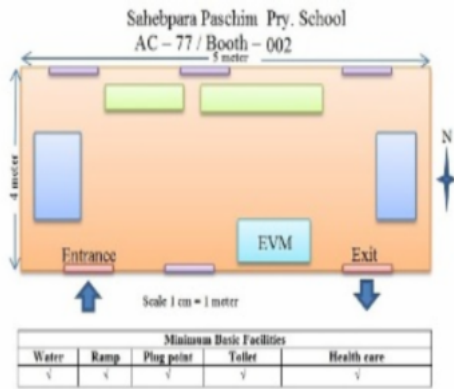 Sahebpara Paschim Pry. School
AC – 77 / Booth – 002
5 meter
4 meter
N
EVM
Entrance
Exit
Scale 1 cm = 1 meter
Minimum Basic Facilities
Water Ramp Plug point Toilet Health care
√ √ √ √ √